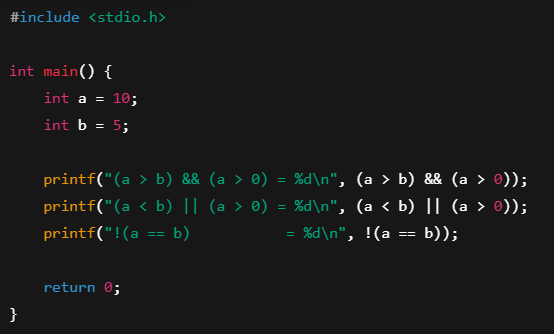 #include <stdio.h>

int main() {
    int a = 10;
    int b = 5;

    printf("(a > b) && (a > 0) = %d\n", (a > b) && (a > 0));
    printf("(a < b) || (a > 0) = %d\n", (a < b) || (a > 0));
    printf("!(a == b)           = %d\n", !(a == b));

    return 0;
}